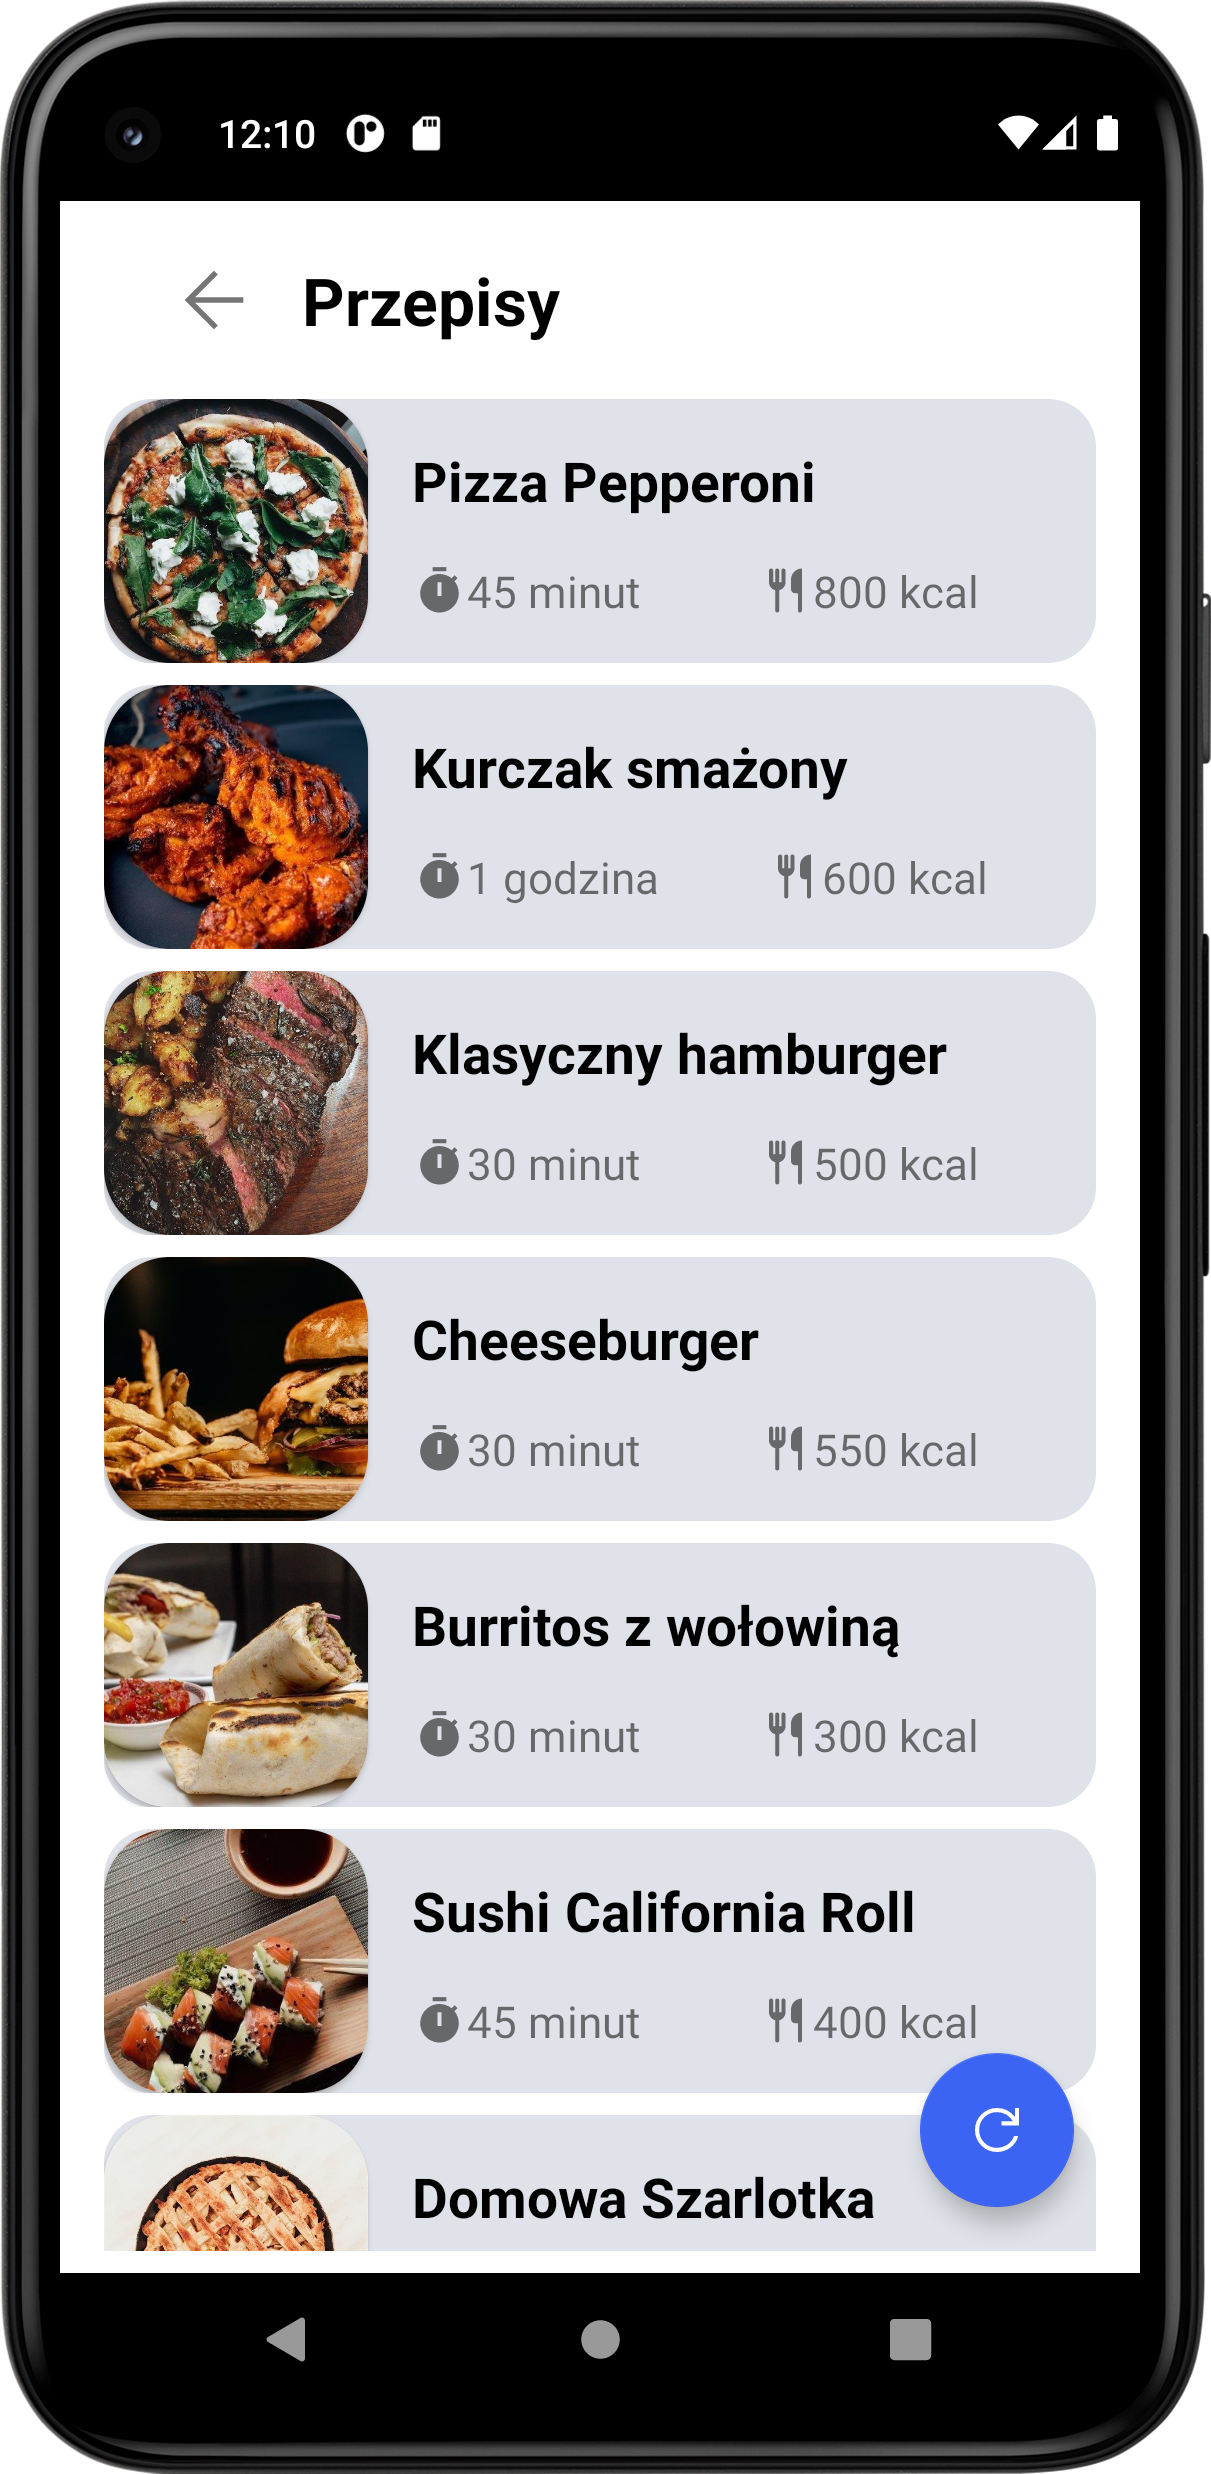 12:10
Przepisy
Pizza Pepperoni
45 minut 800 kcal
Kurczak smażony
1 godzina 600 kcal
Klasyczny hamburger
30 minut 500 kcal
Cheeseburger
30 minut 550 kcal
Burritos z wołowiną
30 minut 300 kcal
Sushi California Roll
45 minut 400 kcal
Domowa Szarlotka